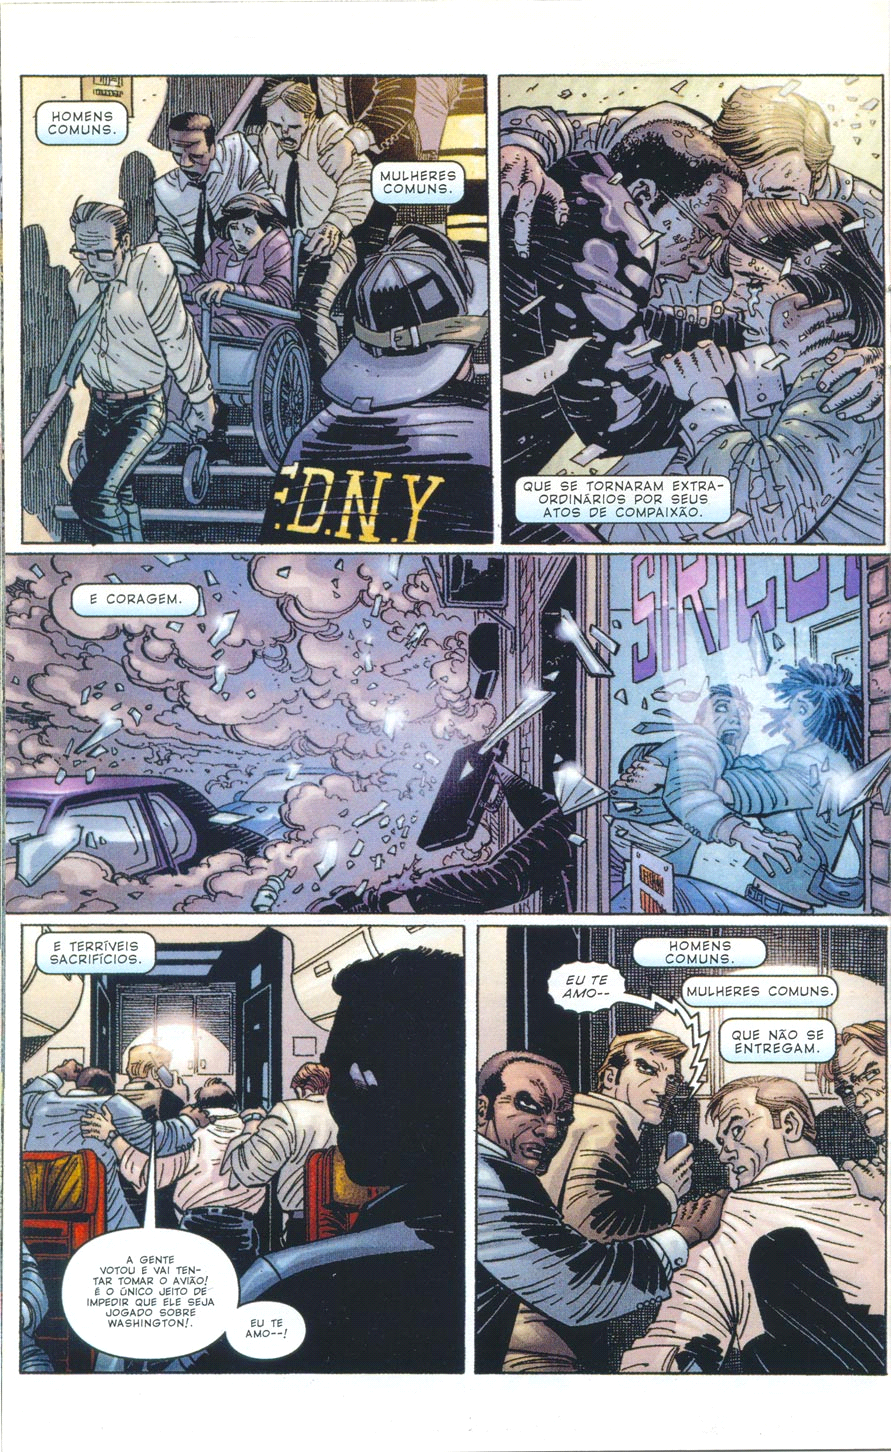 HOMENS
COMUNS.
MULHERES
COMUNS.
F.D.N.Y
QUE SE TORNARAM EXTRA-
ORDINÁRIOS POR SEUS
ATOS DE COMPAIXÃO.
E CORAGEM.
E TERRÍVEIS
SACRIFÍCIOS.
A GENTE
VOTOU E VAI TEN-
TAR TOMAR O AVIÃO!
É O ÚNICO JEITO DE
IMPEDIR QUE ELE SEJA
JOGADO SOBRE
WASHINGTON!.
EU TE
AMO--!
HOMENS
COMUNS.
EU TE
AMO--
MULHERES COMUNS.
QUE NÃO SE
ENTREGAM.